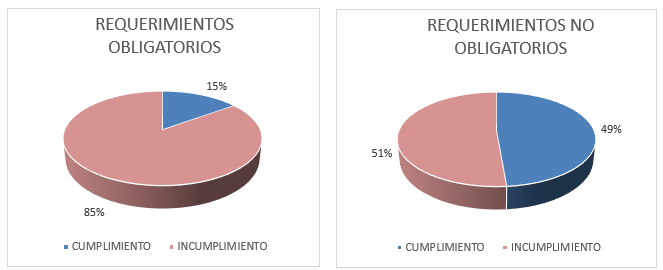 REQUERIMIENTOS
OBLIGATORIOS
15%
85%
CUMPLIMIENTO INCUMPLIMIENTO
REQUERIMIENTOS NO
OBLIGATORIOS
49%
51%
CUMPLIMIENTO INCUMPLIMIENTO